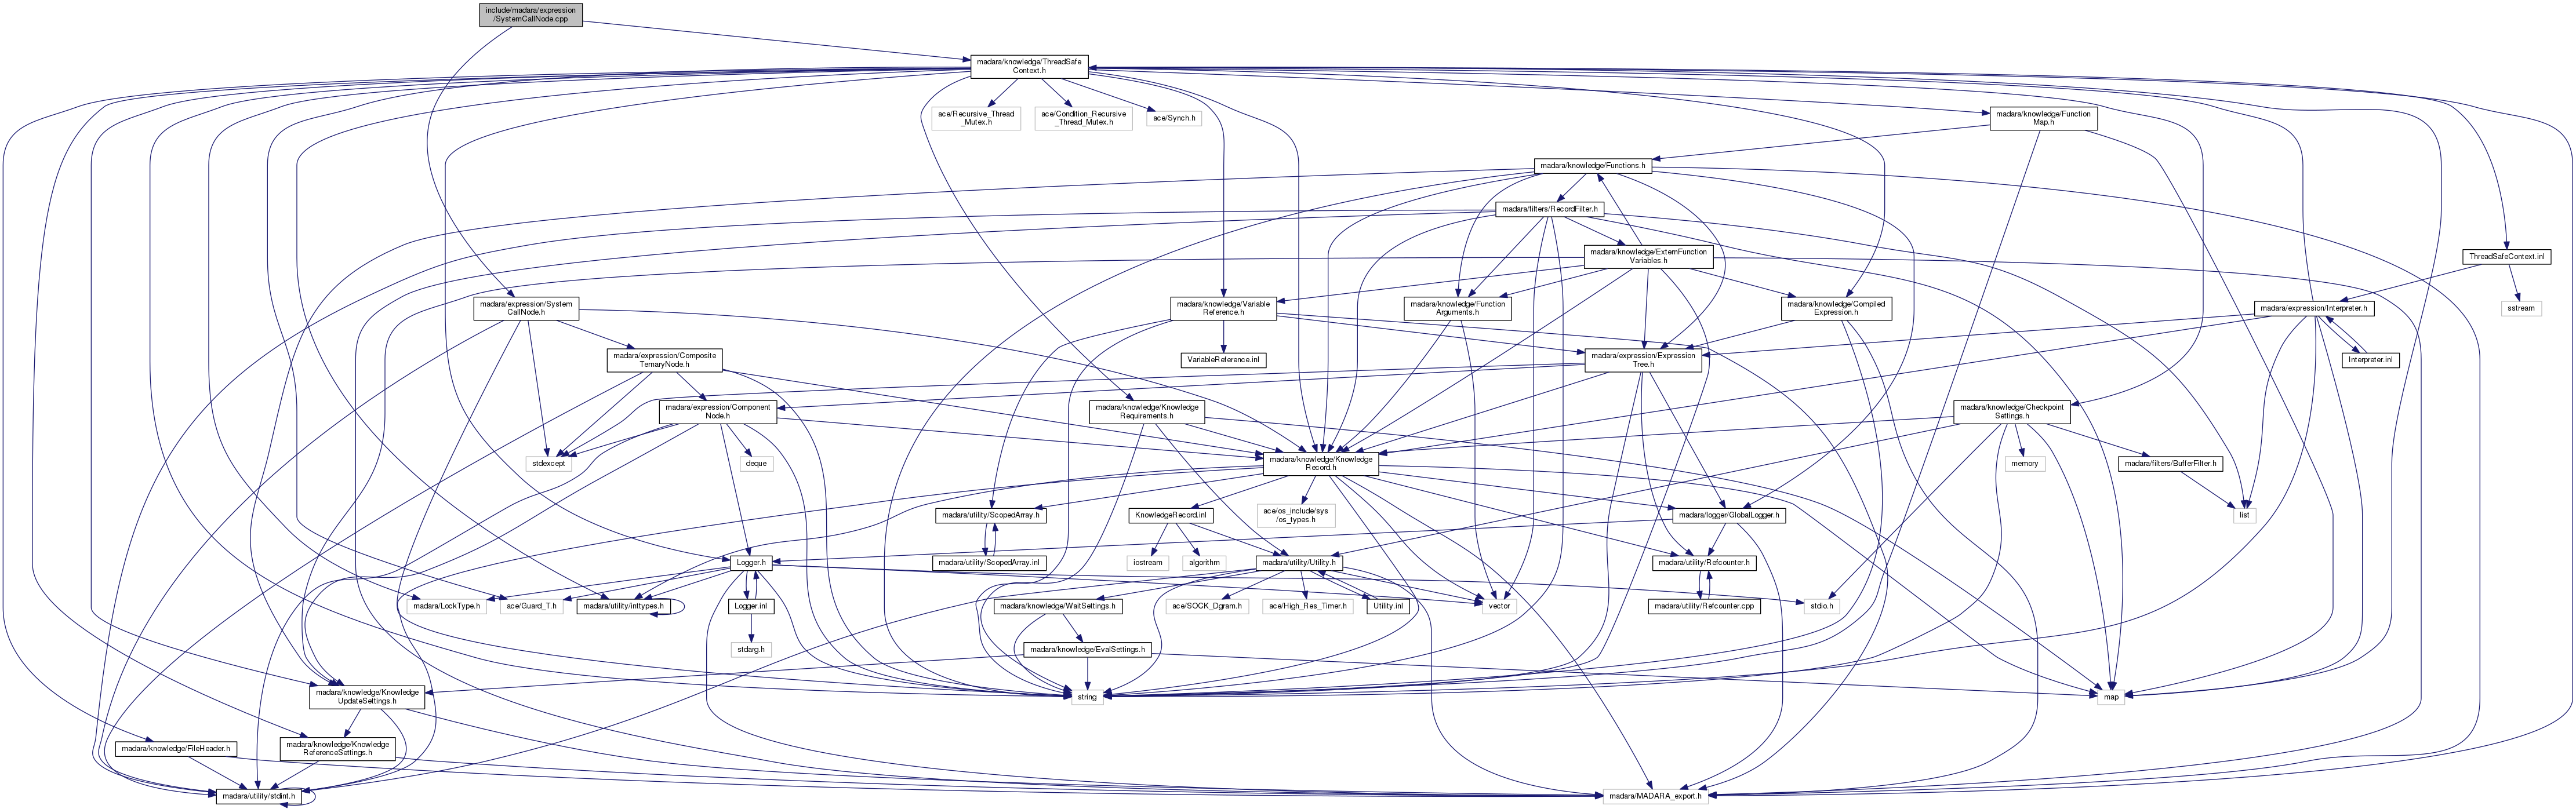 include/madara/expression
/SystemCallNode.cpp
madara/knowledge/ThreadSafe
Context.h
ace/Recursive_Thread
_Mutex.h
ace/Condition_Recursive
_Thread_Mutex.h
ace/Synch.h
madara/knowledge/Function
Map.h
madara/knowledge/Functions.h
madara/filters/RecordFilter.h
madara/knowledge/ExternFunction
Variables.h
ThreadSafeContext.inl
madara/expression/System
CallNode.h
madara/knowledge/Variable
Reference.h
madara/knowledge/Function
Arguments.h
madara/knowledge/Compiled
Expression.h
madara/expression/Interpreter.h
sstream
madara/expression/Composite
TernaryNode.h
VariableReference.inl
madara/expression/Expression
Tree.h
Interpreter.inl
madara/expression/Component
Node.h
madara/knowledge/Knowledge
Requirements.h
madara/knowledge/Checkpoint
Settings.h
stdexcept
deque
madara/knowledge/Knowledge
Record.h
memory
madara/filters/BufferFilter.h
madara/utility/ScopedArray.h
KnowledgeRecord.inl
ace/os_include/sys
/os_types.h
madara/logger/GlobalLogger.h
list
Logger.h
madara/utility/ScopedArray.inl
iostream
algorithm
madara/utility/Utility.h
madara/utility/Refcounter.h
madara/LockType.h
ace/Guard_T.h
madara/utility/inttypes.h
Logger.inl
madara/knowledge/WaitSettings.h
ace/SOCK_Dgram.h
ace/High_Res_Timer.h
Utility.inl
vector
madara/utility/Refcounter.cpp
stdio.h
stdarg.h
madara/knowledge/EvalSettings.h
madara/knowledge/Knowledge
UpdateSettings.h
string
map
madara/knowledge/FileHeader.h
madara/knowledge/Knowledge
ReferenceSettings.h
madara/utility/stdint.h
madara/MADARA_export.h